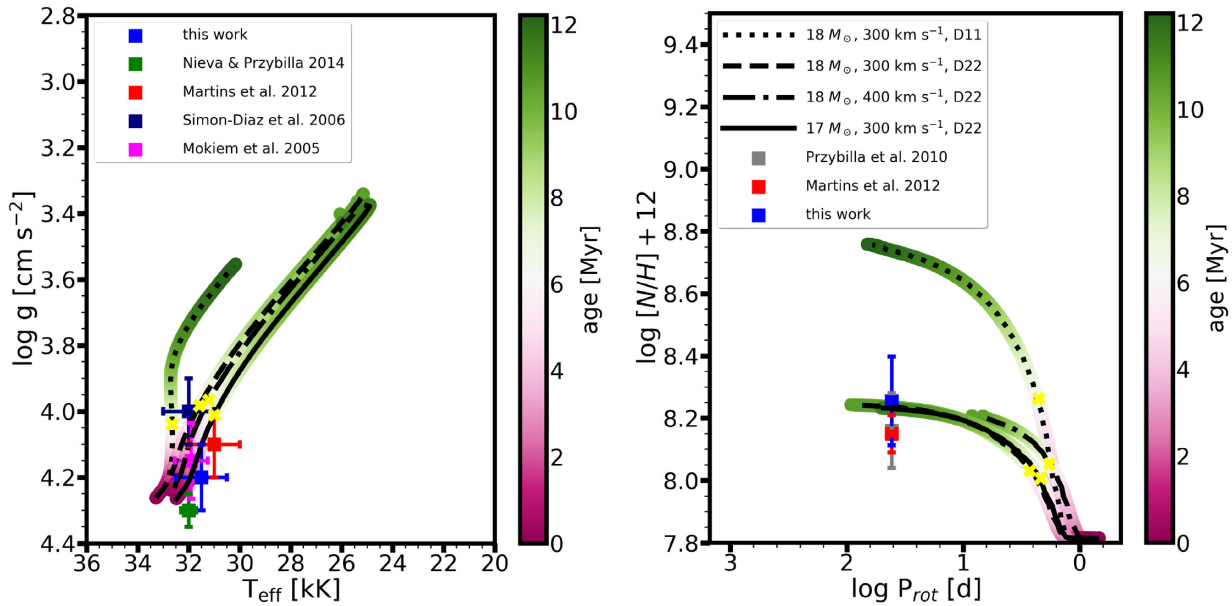 2.8
3.0
3.2
3.4
3.6
3.8
4.0
4.2
4.4
log g [cm s⁻²]
36 34 32 30 28 26 24 22 20
T_eff [kK]
this work
Nieva & Przybilla 2014
Martins et al. 2012
Simon-Diaz et al. 2006
Mokiem et al. 2005
12
10
8
6
4
2
0
age [Myr]
9.4
9.2
9.0
8.8
8.6
8.4
8.2
8.0
7.8
log [N/H] + 12
3 2 1 0
log P_rot [d]
18 M⊙, 300 km s⁻¹, D11
18 M⊙, 300 km s⁻¹, D22
18 M⊙, 400 km s⁻¹, D22
17 M⊙, 300 km s⁻¹, D22
Przybilla et al. 2010
Martins et al. 2012
this work
12
10
8
6
4
2
0
age [Myr]